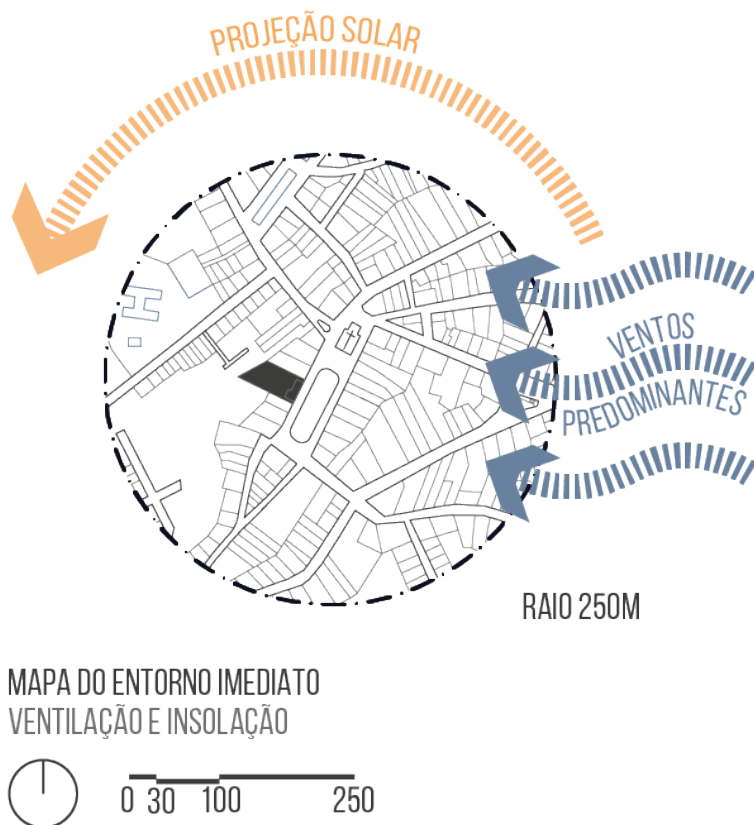 PROJEÇÃO SOLAR
VENTOS
PREDOMINANTES
RAIO 250M
MAPA DO ENTORNO IMEDIATO
VENTILAÇÃO E INSOLAÇÃO
0 30 100 250